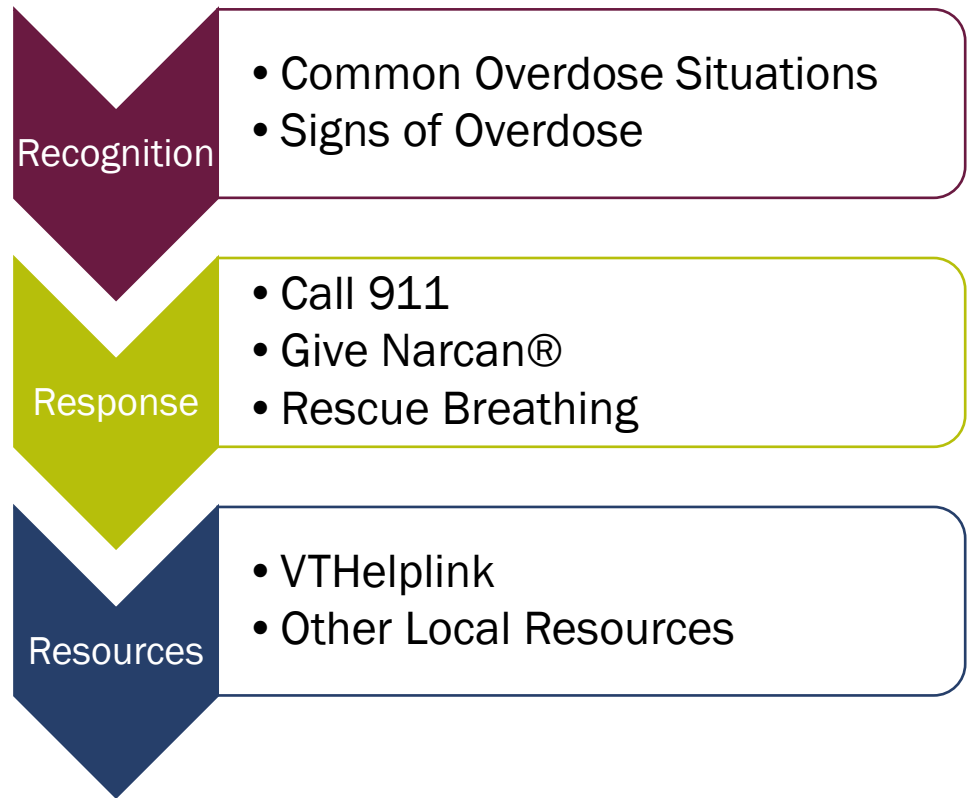 Recognition
• Common Overdose Situations
• Signs of Overdose
Response
• Call 911
• Give Narcan®
• Rescue Breathing
Resources
• VTHelplink
• Other Local Resources